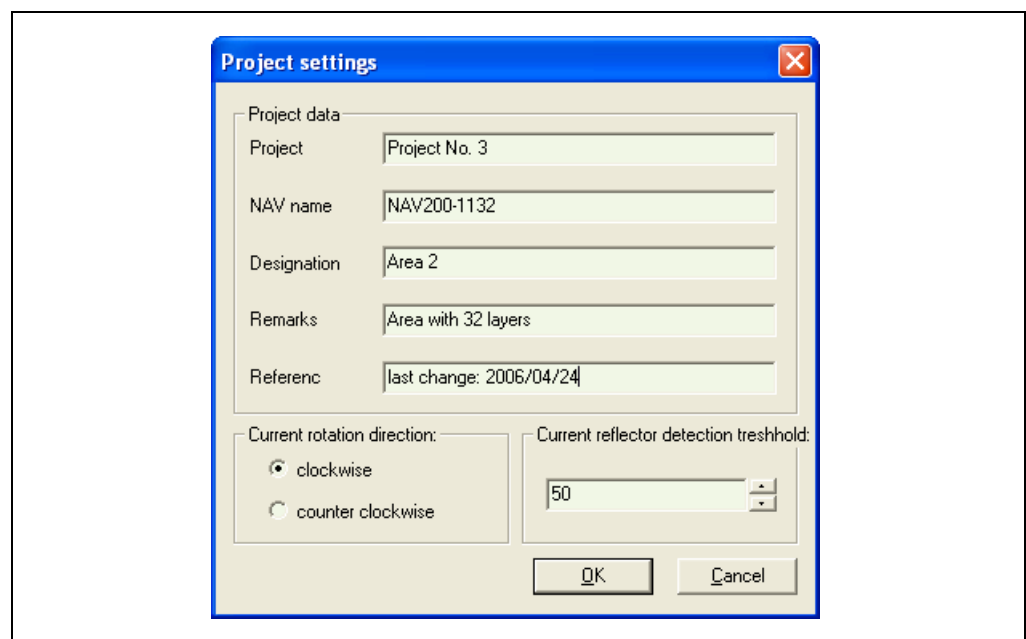 Project settings
Project data
Project Project No. 3
NAV name NAV200-1132
Designation Area 2
Remarks Area with 32 layers
Referenc last change: 2006/04/24
Current rotation direction:
clockwise
counter clockwise
Current reflector detection treshhold:
50
OK Cancel